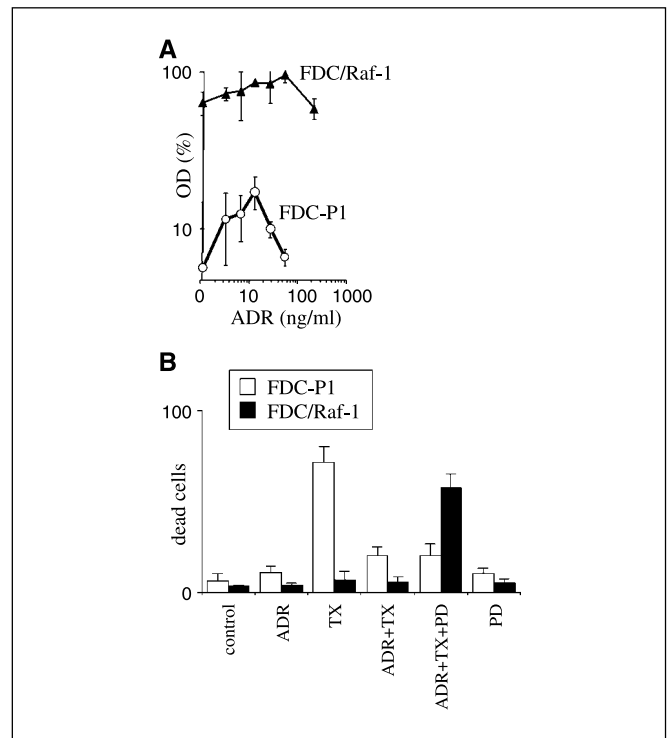 A
100
FDC/Raf-1
OD (%)
FDC-P1
10
0 10 100 1000
ADR (ng/ml)
B
FDC-P1
FDC/Raf-1
100
dead cells
0
control
ADR
TX
ADR+TX
ADR+TX+PD
PD